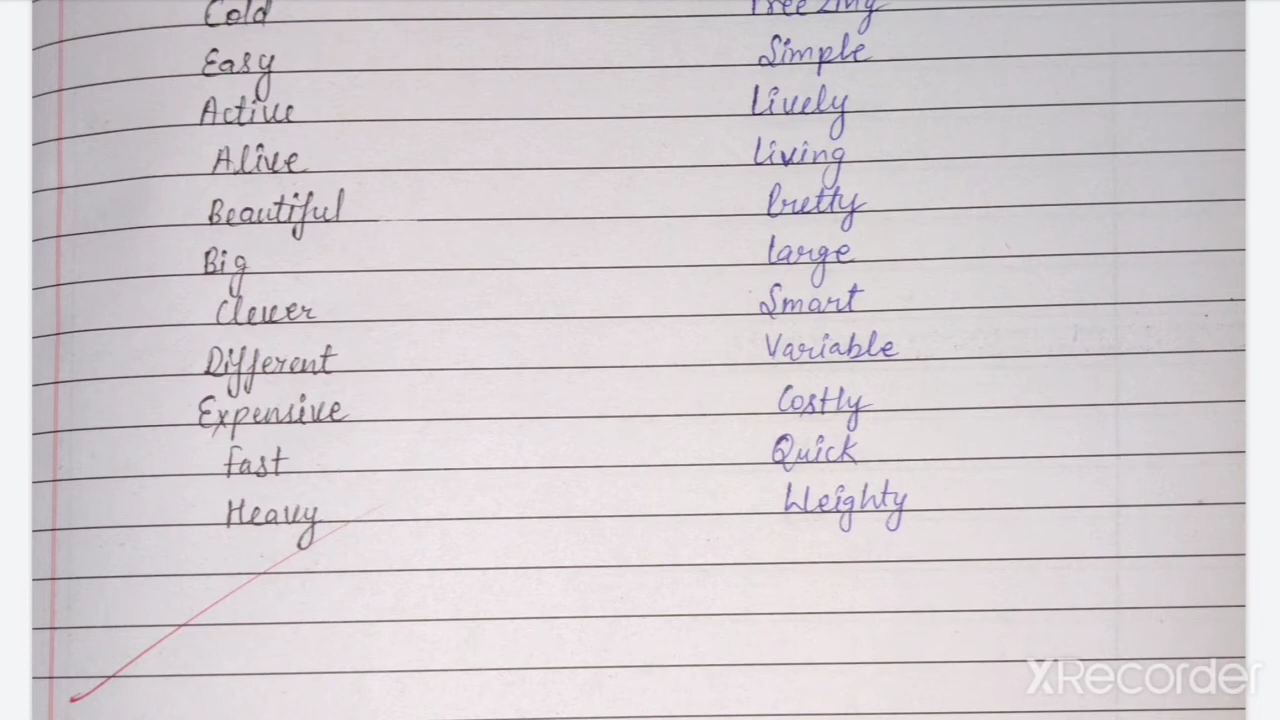 Cold Freezing
Easy Simple
Active Lively
Alive Living
Beautiful Pretty
Big Large
Clever Smart
Different Variable
Expensive Costly
Fast Quick
Heavy Weighty
XRecorder